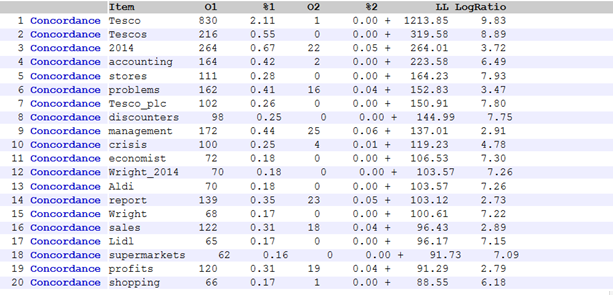 Item O1 %1 O2 %2 LL LogRatio
1 Concordance Tesco 830 2.11 1 0.00 + 1213.85 9.83
2 Concordance Tescos 216 0.55 0 0.00 + 319.58 8.89
3 Concordance 2014 264 0.67 22 0.05 + 264.01 3.72
4 Concordance accounting 164 0.42 2 0.00 + 223.58 6.49
5 Concordance stores 111 0.28 0 0.00 + 164.23 7.93
6 Concordance problems 162 0.41 16 0.04 + 152.83 3.47
7 Concordance Tesco_plc 102 0.26 0 0.00 + 150.91 7.80
8 Concordance discounters 98 0.25 0 0.00 + 144.99 7.75
9 Concordance management 172 0.44 25 0.06 + 137.01 2.91
10 Concordance crisis 100 0.25 4 0.01 + 119.23 4.78
11 Concordance economist 72 0.18 0 0.00 + 106.53 7.30
12 Concordance Wright_2014 70 0.18 0 0.00 + 103.57 7.26
13 Concordance Aldi 70 0.18 0 0.00 + 103.57 7.26
14 Concordance report 139 0.35 23 0.05 + 103.12 2.73
15 Concordance Wright 68 0.17 0 0.00 + 100.61 7.22
16 Concordance sales 122 0.31 18 0.04 + 96.43 2.89
17 Concordance Lidl 65 0.17 0 0.00 + 96.17 7.15
18 Concordance supermarkets 62 0.16 0 0.00 + 91.73 7.09
19 Concordance profits 120 0.31 19 0.04 + 91.29 2.79
20 Concordance shopping 66 0.17 1 0.00 + 88.55 6.18